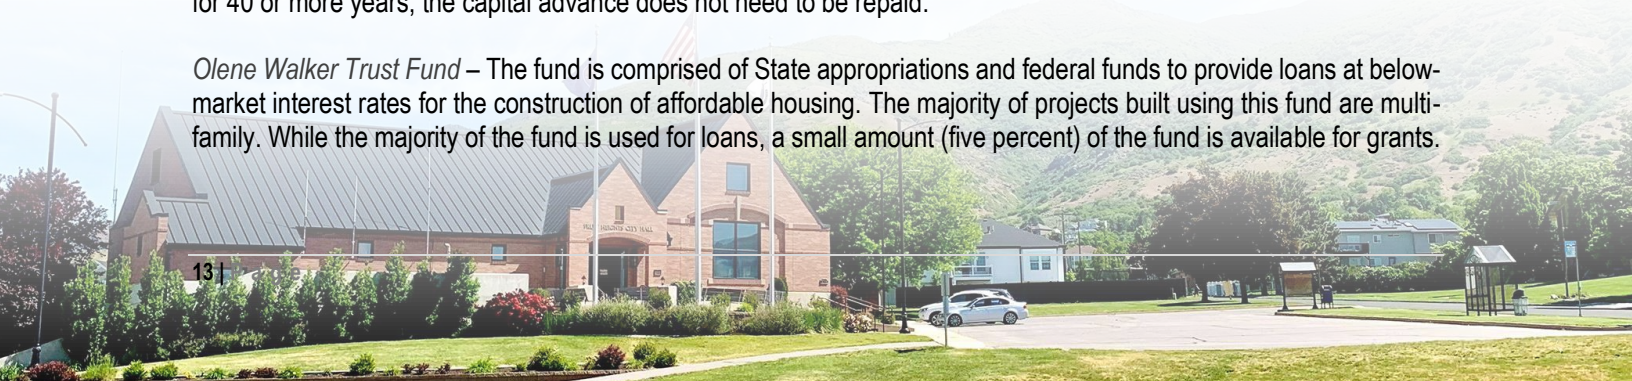 for 40 or more years, the capital advance does not need to be repaid.
Olene Walker Trust Fund – The fund is comprised of State appropriations and federal funds to provide loans at below-
market interest rates for the construction of affordable housing. The majority of projects built using this fund are multi-
family. While the majority of the fund is used for loans, a small amount (five percent) of the fund is available for grants.
HEIGHTS CITY HALL
13 |